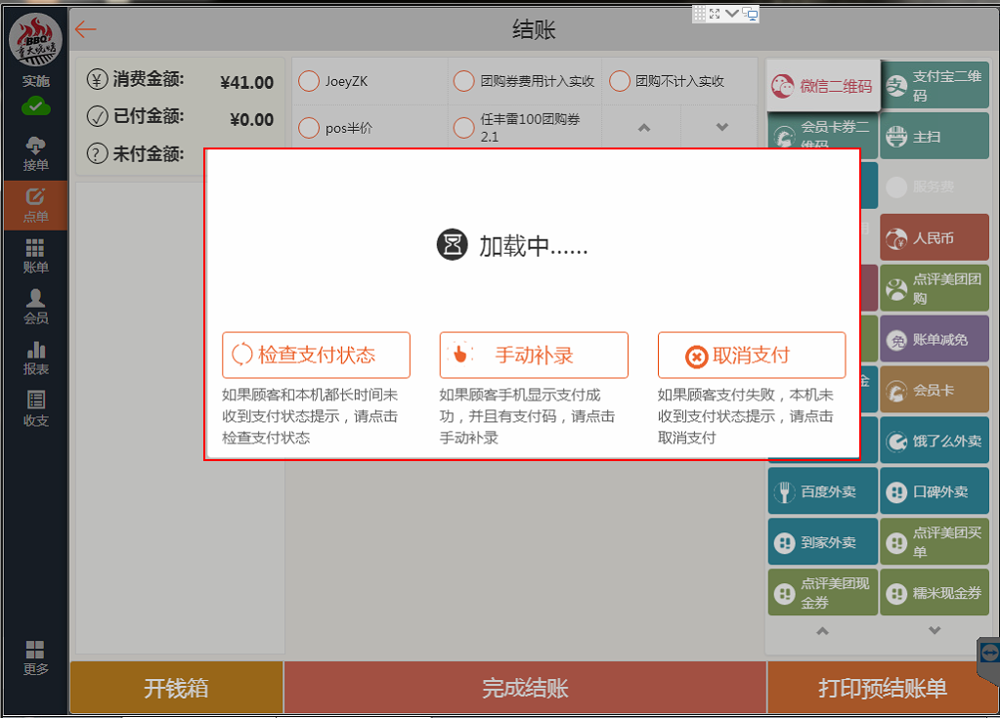 结账
BBQ
重大烧烤
实施
接单
点单
账单
会员
报表
收支
更多
¥ 消费金额: ¥41.00
已付金额: ¥0.00
? 未付金额:
JoeyZK
团购券费用计入实收
团购不计入实收
pos半价
任丰雷100团购券
2.1
加载中......
检查支付状态
如果顾客和本机都长时间未
收到支付状态提示，请点击
检查支付状态
手动补录
如果顾客手机显示支付成
功，并且有支付码，请点击
手动补录
取消支付
如果顾客支付失败，本机未
收到支付状态提示，请点击
取消支付
微信二维码
支付宝二维
码
会员卡券二
维码
主扫
服务费
人民币
点评美团团
购
免 账单减免
金
会员卡
饿了么外卖
百度外卖
口碑外卖
到家外卖
点评美团买
单
点评美团现
金券
糯米现金券
开钱箱
完成结账
打印预结账单